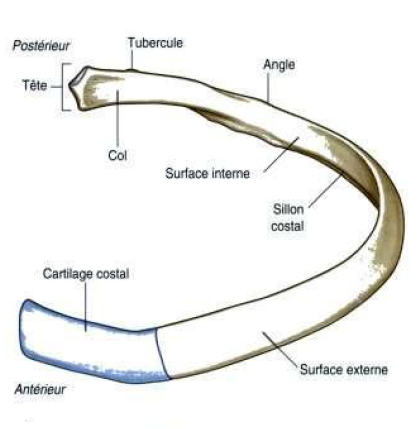 Postérieur
Tubercule
Tête
Angle
Col
Surface interne
Sillon
costal
Cartilage costal
Surface externe
Antérieur